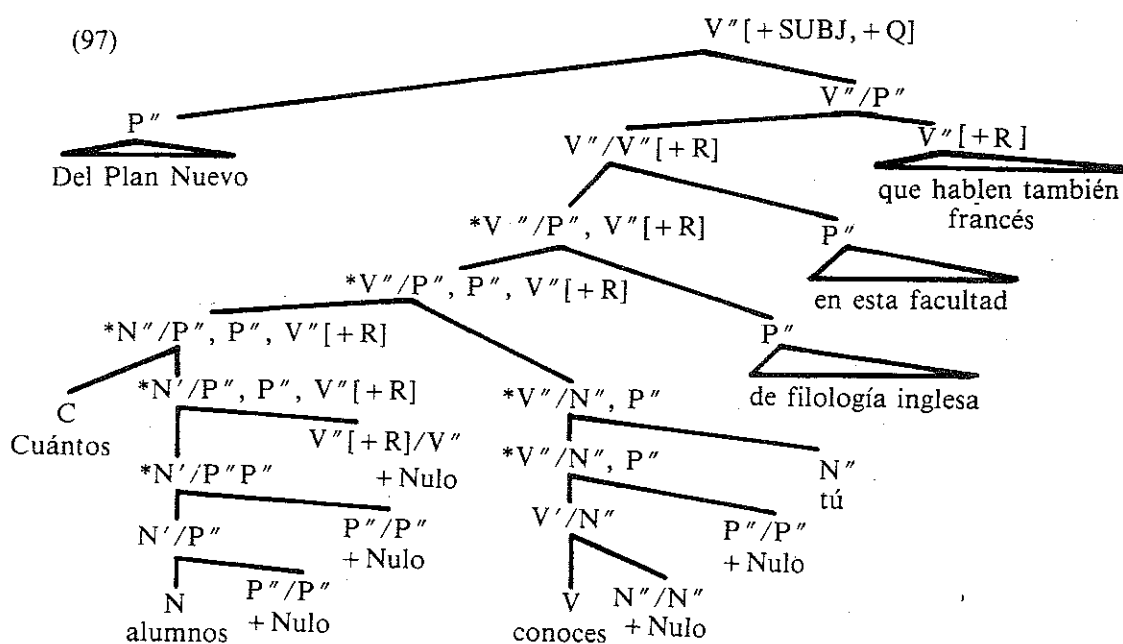 (97)
V″[+SUBJ, +Q]
P″
V″/P″
Del Plan Nuevo
V″/V″[+R]
V″[+R]
que hablen también
francés
*V″/P″, V″[+R]
P″
en esta facultad
*V″/P″, P″, V″[+R]
*N″/P″, P″, V″[+R]
P″
de filología inglesa
C
Cuántos
*N′/P″, P″, V″[+R]
*V″/N″, P″
V″[+R]/V″
+Nulo
*N′/P″P″
*V″/N″, P″
N″
tú
N′/P″
P″/P″
+Nulo
V′/N″
P″/P″
+Nulo
N
alumnos
P″/P″
+Nulo
V
conoces
N″/N″
+Nulo